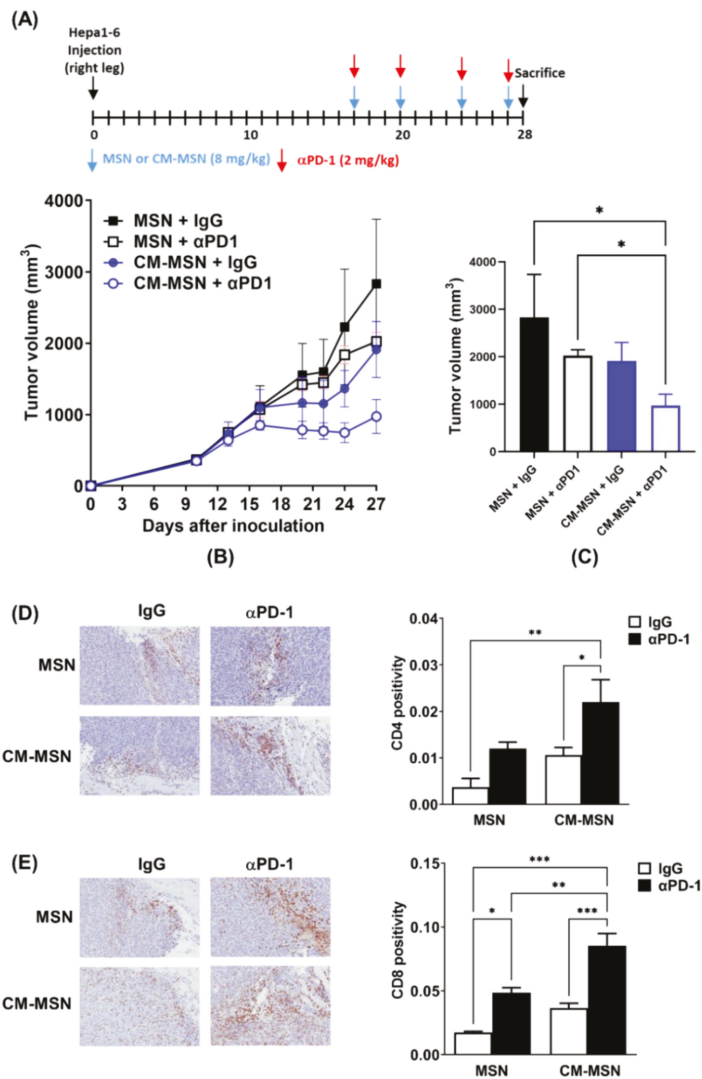 (A)
Hepa1-6
Injection
(right leg)
Sacrifice
0
10
20
28
MSN or CM-MSN (8 mg/kg)
αPD-1 (2 mg/kg)
4000
3000
2000
1000
0
Tumor volume (mm³)
MSN + IgG
MSN + αPD1
CM-MSN + IgG
CM-MSN + αPD1
0 3 6 9 12 15 18 21 24 27
Days after inoculation
(B)
*
*
4000
3000
2000
1000
0
Tumor volume (mm³)
MSN + IgG
MSN + αPD1
CM-MSN + IgG
CM-MSN + αPD1
(C)
(D)
IgG
αPD-1
MSN
CM-MSN
0.04
0.03
0.02
0.01
0.00
CD4 positivity
**
*
IgG
αPD-1
MSN
CM-MSN
(E)
IgG
αPD-1
MSN
CM-MSN
0.15
0.10
0.05
0.00
CD8 positivity
***
**
*
***
IgG
αPD-1
MSN
CM-MSN